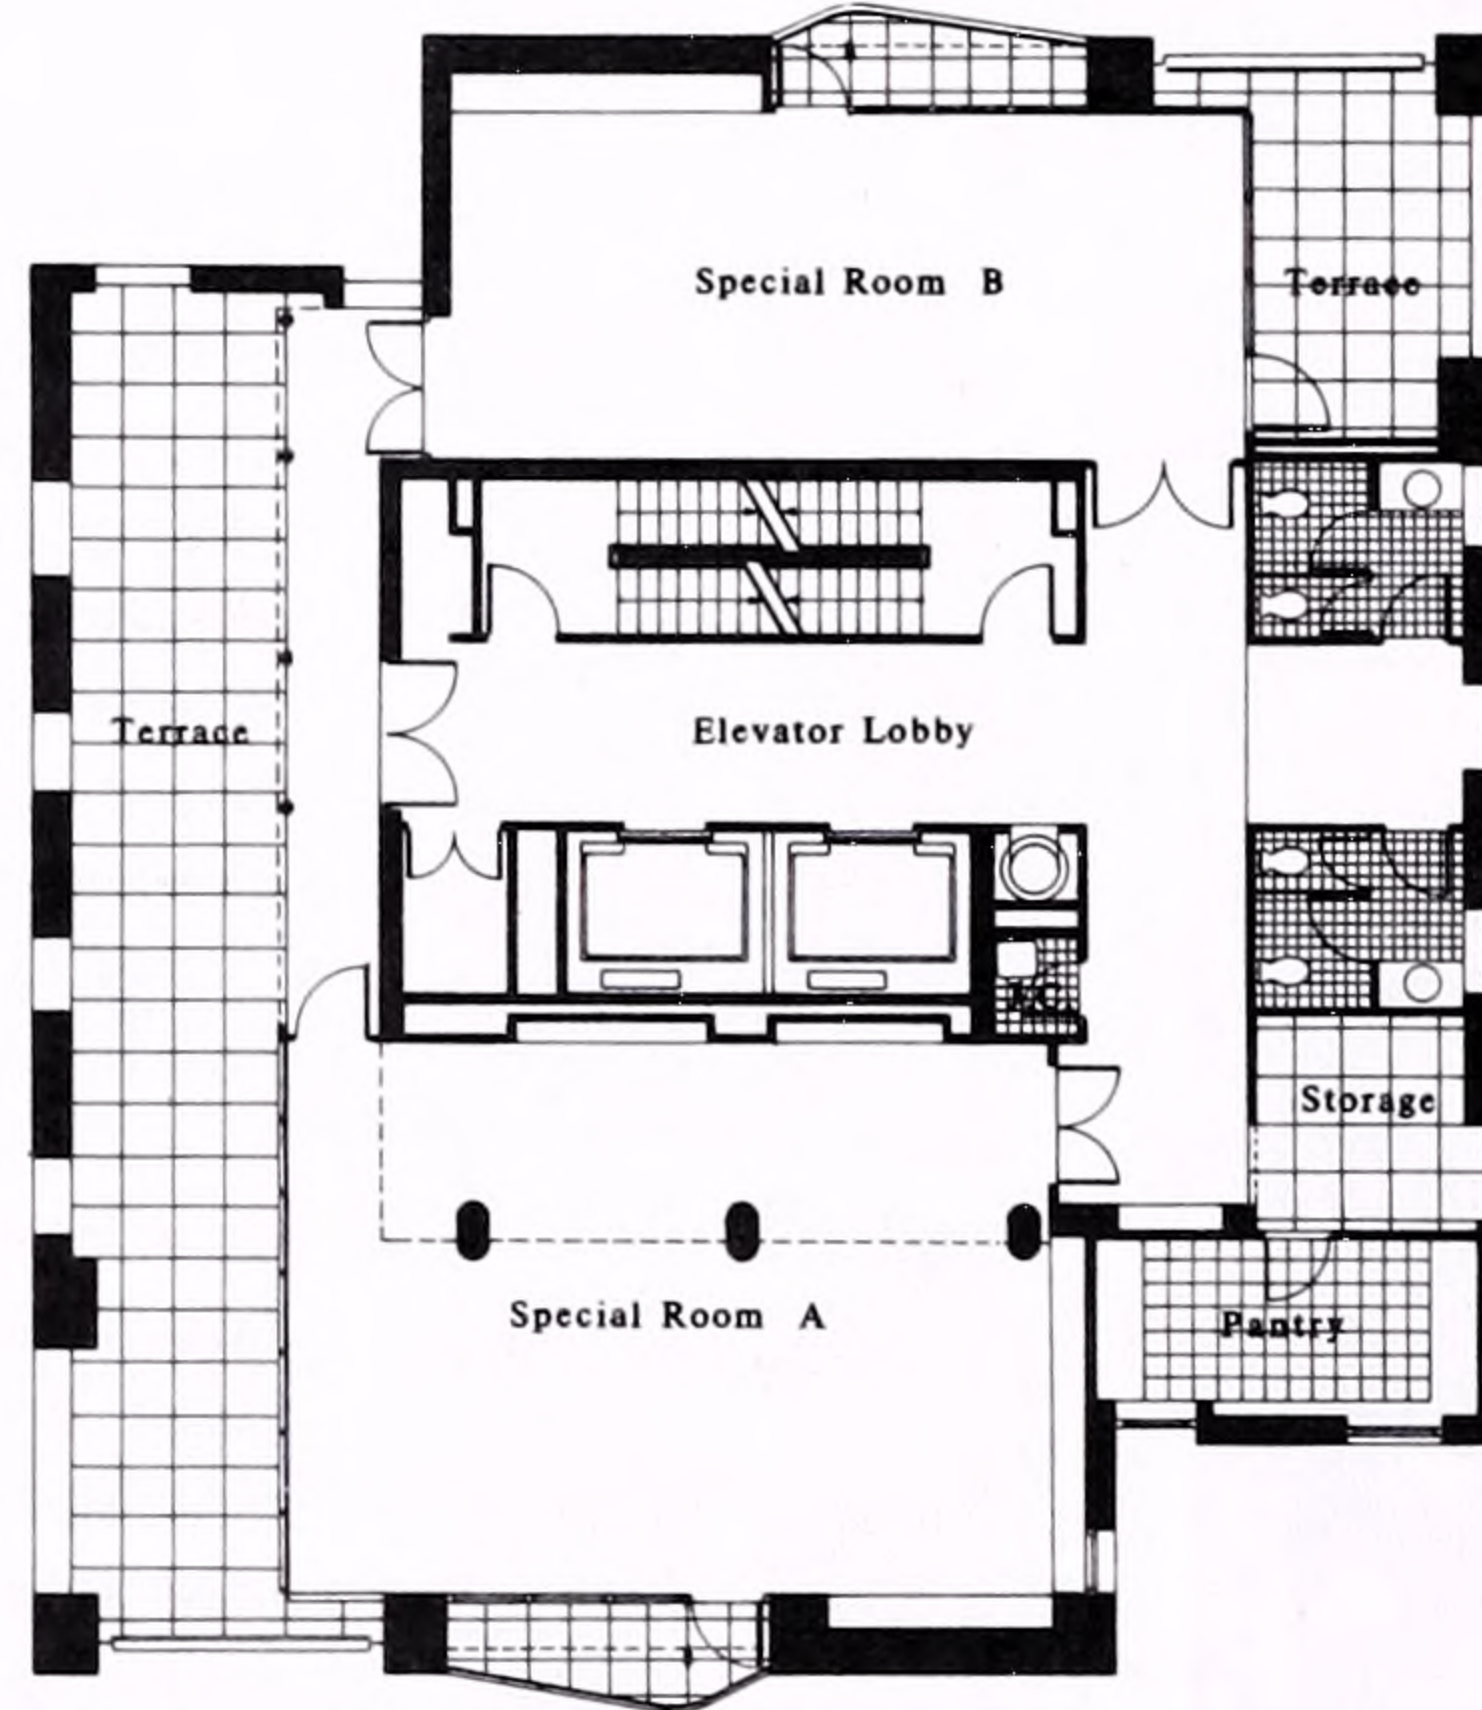 Special Room B
Terrace
Terrace
Elevator Lobby
Storage
Special Room A
Pantry